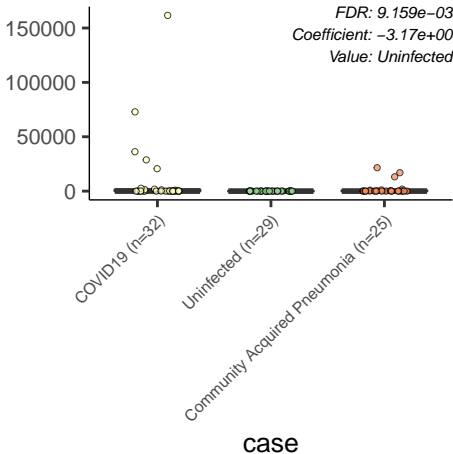 FDR: 9.159e−03
Coefficient: −3.17e+00
Value: Uninfected
150000
100000
50000
0
COVID19 (n=32)
Uninfected (n=29)
Community Acquired Pneumonia (n=25)
case